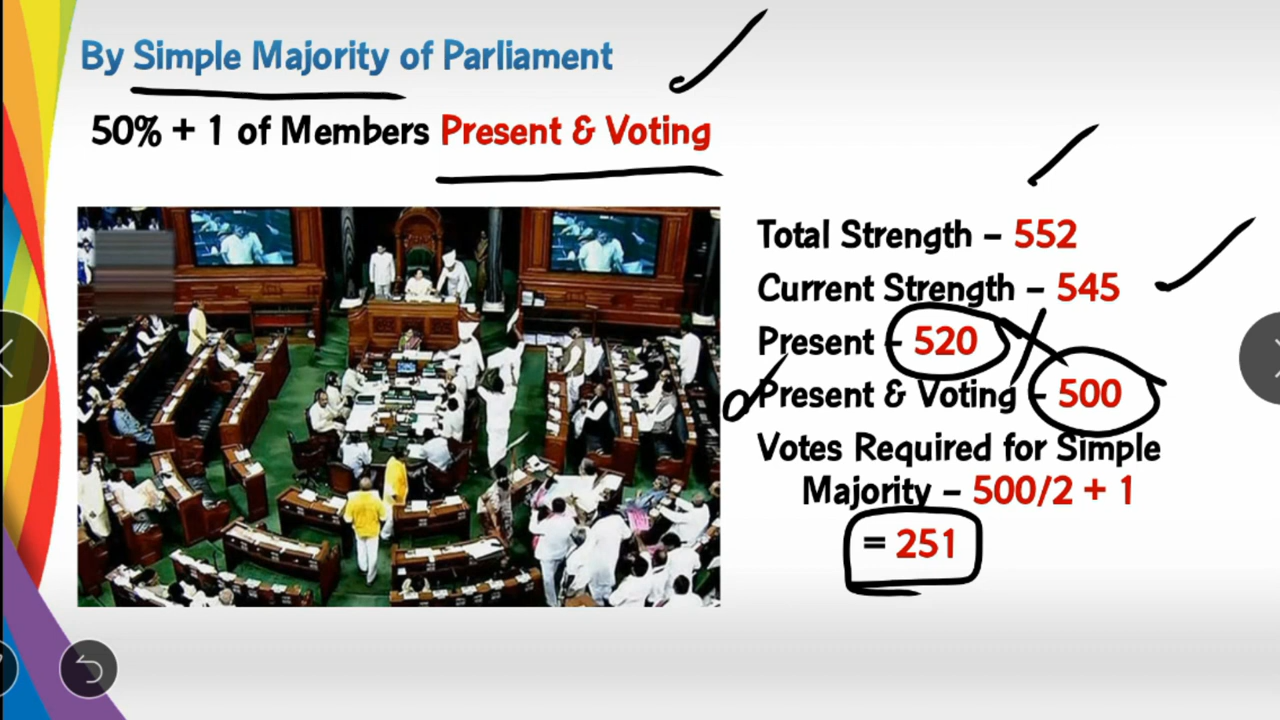 By Simple Majority of Parliament
50% + 1 of Members Present & Voting
Total Strength – 552
Current Strength – 545
Present – 520
Present & Voting – 500
Votes Required for Simple
Majority – 500/2 + 1
= 251